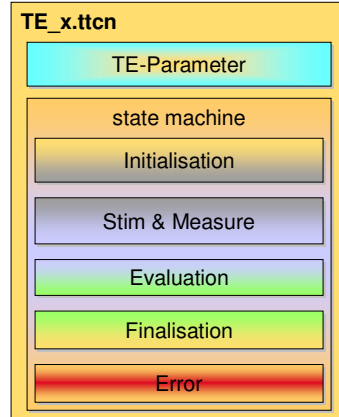 TE_x.ttcn
TE-Parameter
state machine
Initialisation
Stim & Measure
Evaluation
Finalisation
Error